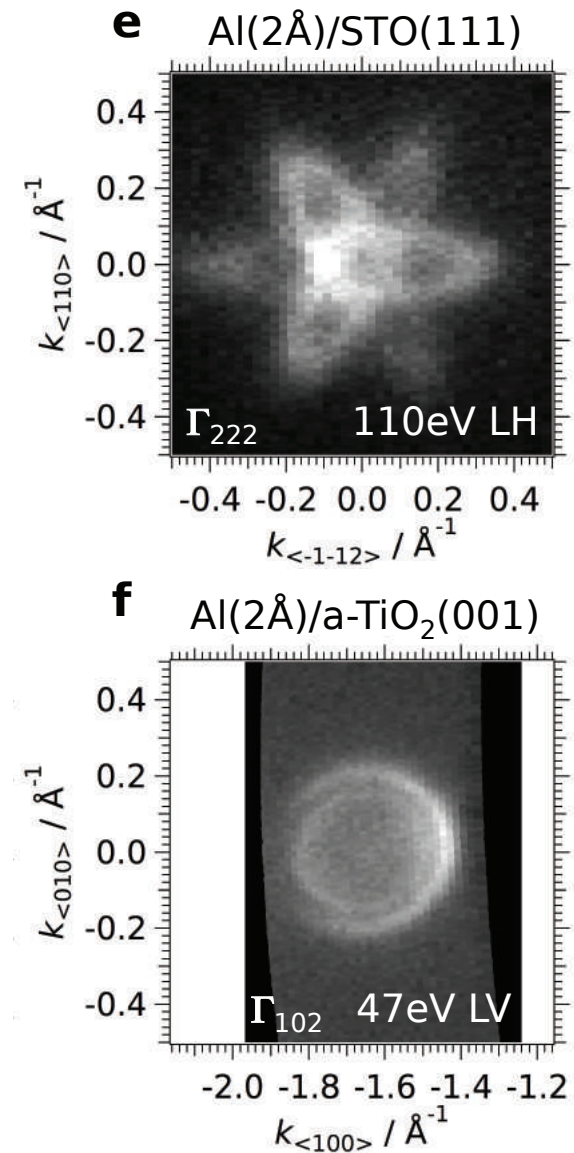 e Al(2Å)/STO(111)
k<110> / Å-1
0.4
0.2
0.0
-0.2
-0.4
Γ222 110eV LH
-0.4 -0.2 0.0 0.2 0.4
k<-1-12> / Å-1
f Al(2Å)/a-TiO2(001)
k<010> / Å-1
0.4
0.2
0.0
-0.2
-0.4
Γ102 47eV LV
-2.0 -1.8 -1.6 -1.4 -1.2
k<100> / Å-1